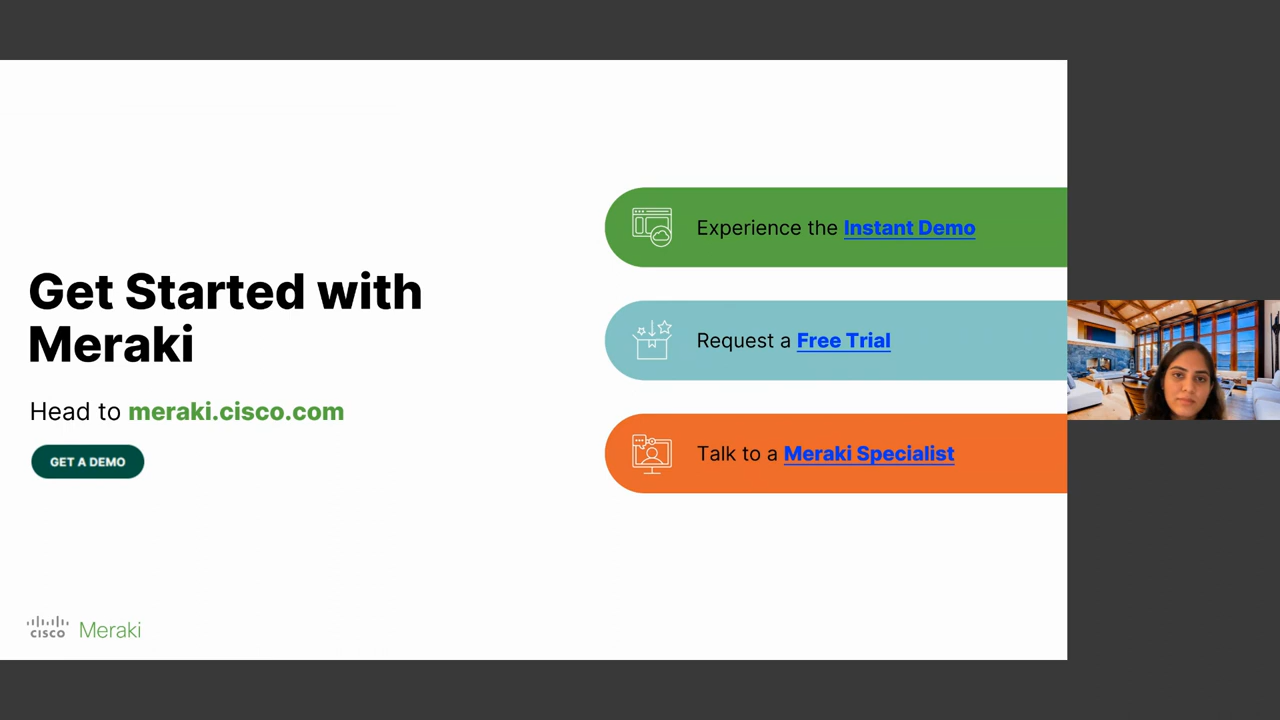 Get Started with
Meraki
Head to meraki.cisco.com
GET A DEMO
Experience the Instant Demo
Request a Free Trial
Talk to a Meraki Specialist
CISCO Meraki